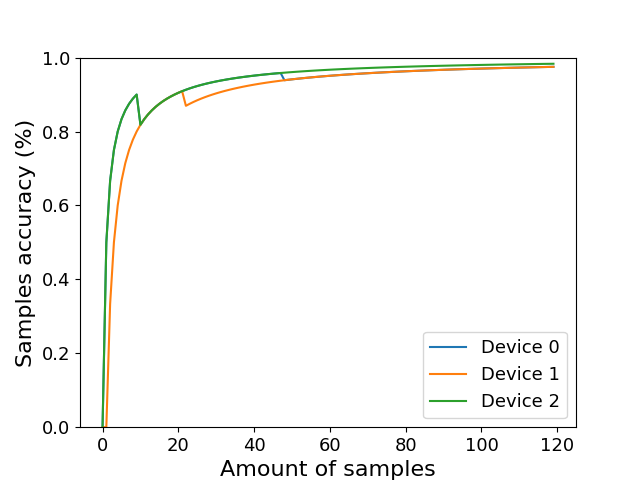 1.0
0.8
0.6
0.4
0.2
0.0
Samples accuracy (%)
Device 0
Device 1
Device 2
0 20 40 60 80 100 120
Amount of samples